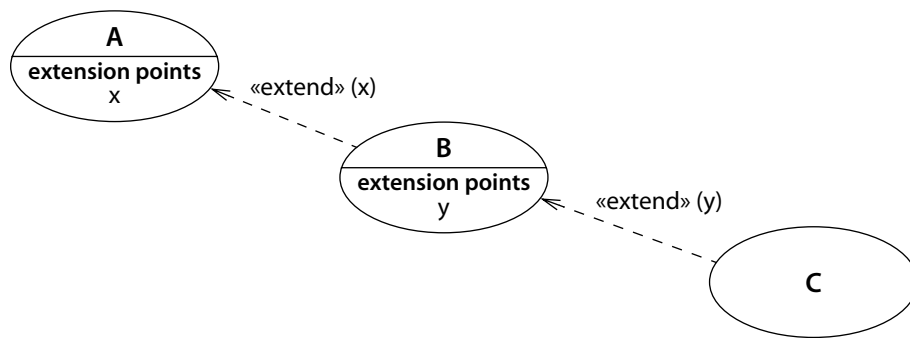 A
extension points
x
«extend» (x)
B
extension points
y
«extend» (y)
C